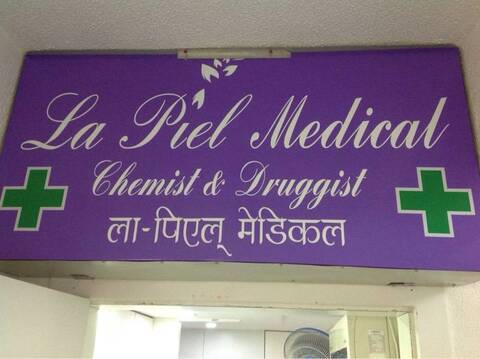 La Piel Medical
Chemist & Druggist
ला-पिएल् मेडिकल